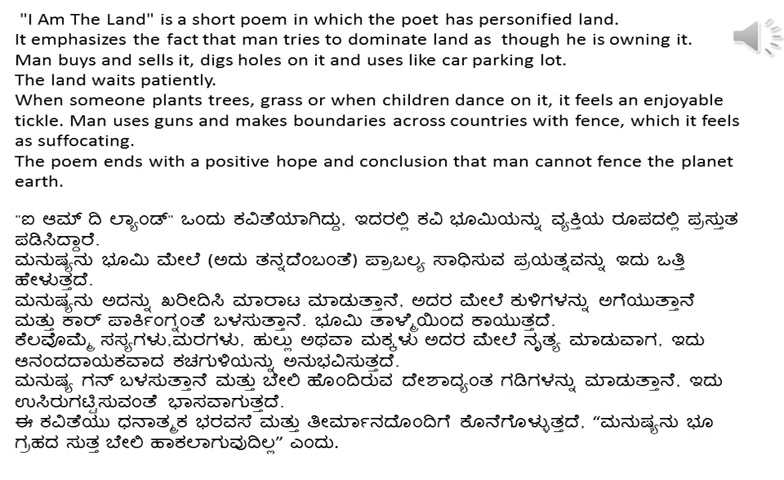 "I Am The Land" is a short poem in which the poet has personified land.
It emphasizes the fact that man tries to dominate land as  though he is owning it.
Man buys and sells it, digs holes on it and uses like car parking lot.
The land waits patiently.
When someone plants trees, grass or when children dance on it, it feels an enjoyable
tickle. Man uses guns and makes boundaries across countries with fence, which it feels
as suffocating.
The poem ends with a positive hope and conclusion that man cannot fence the planet
earth.
"ಐ ಆಮ್ ದಿ ಲ್ಯಾಂಡ್" ಒಂದು ಕವಿತೆಯಾಗಿದ್ದು, ಇದರಲ್ಲಿ ಕವಿ ಭೂಮಿಯನ್ನು ವ್ಯಕ್ತಿಯ ರೂಪದಲ್ಲಿ ಪ್ರಸ್ತುತ
ಪಡಿಸಿದ್ದಾರೆ.
ಮನುಷ್ಯನು ಭೂಮಿ ಮೇಲೆ (ಅದು ತನ್ನದೆಂಬಂತೆ) ಪ್ರಾಬಲ್ಯ ಸಾಧಿಸುವ ಪ್ರಯತ್ನವನ್ನು ಇದು ಒತ್ತಿ
ಹೇಳುತ್ತದೆ.
ಮನುಷ್ಯನು ಅದನ್ನು ಖರೀದಿಸಿ ಮಾರಾಟ ಮಾಡುತ್ತಾನೆ, ಅದರ ಮೇಲೆ ಕುಳಿಗಳನ್ನು ಅಗೆಯುತ್ತಾನೆ
ಮತ್ತು ಕಾರ್ ಪಾರ್ಕಿಂಗ್ನಂತೆ ಬಳಸುತ್ತಾನೆ. ಭೂಮಿ ತಾಳ್ಮೆಯಿಂದ ಕಾಯುತ್ತದೆ.
ಕೆಲವೊಮ್ಮೆ ಸಸ್ಯಗಳು,ಮರಗಳು, ಹುಲ್ಲು ಅಥವಾ ಮಕ್ಕಳು ಅದರ ಮೇಲೆ ನೃತ್ಯ ಮಾಡುವಾಗ, ಇದು
ಆನಂದದಾಯಕವಾದ ಕಚಗುಳಿಯನ್ನು ಅನುಭವಿಸುತ್ತದೆ.
ಮನುಷ್ಯ ಗನ್ ಬಳಸುತ್ತಾನೆ ಮತ್ತು ಬೇಲಿ ಹೊಂದಿರುವ ದೇಶಾದ್ಯಂತ ಗಡಿಗಳನ್ನು ಮಾಡುತ್ತಾನೆ, ಇದು
ಉಸಿರುಗಟ್ಟಿಸುವಂತೆ ಭಾಸವಾಗುತ್ತದೆ.
ಈ ಕವಿತೆಯು ಧನಾತ್ಮಕ ಭರವಸೆ ಮತ್ತು ತೀರ್ಮಾನದೊಂದಿಗೆ ಕೊನೆಗೊಳ್ಳುತ್ತದೆ, “ಮನುಷ್ಯನು ಭೂ
ಗ್ರಹದ ಸುತ್ತ ಬೇಲಿ ಹಾಕಲಾಗುವುದಿಲ್ಲ” ಎಂದು.